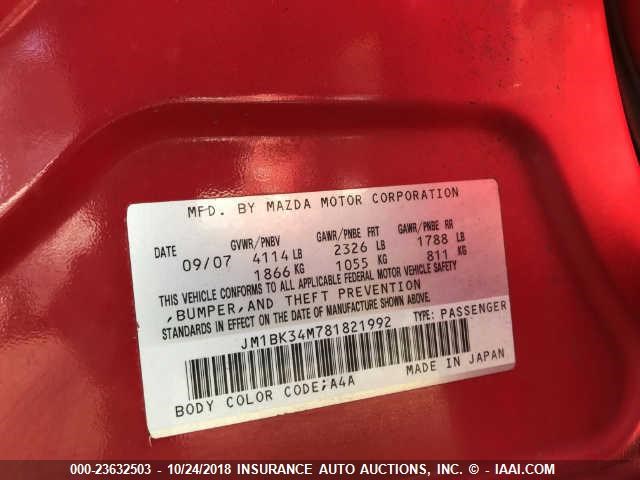 MFD. BY MAZDA MOTOR CORPORATION
DATE GVWR/PNBV GAWR/PNBE FRT GAWR/PNBE RR
09/07 4114 LB 2326 LB 1788 LB
1866 KG 1055 KG 811 KG
THIS VEHICLE CONFORMS TO ALL APPLICABLE FEDERAL MOTOR VEHICLE SAFETY
,BUMPER,AND THEFT PREVENTION
STANDARDS IN EFFECT ON THE DATE OF MANUFACTURE SHOWN ABOVE.
JM1BK34M781821992 TYPE: PASSENGER
BODY COLOR CODE;A4A MADE IN JAPAN
000-23632503 - 10/24/2018 INSURANCE AUTO AUCTIONS, INC. - © IAAI.COM